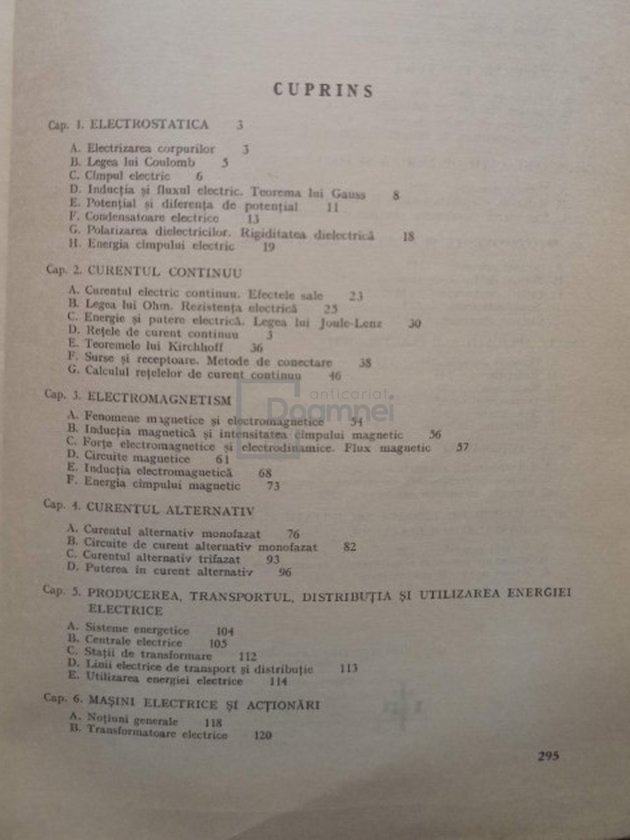 CUPRINS
Cap. 1. ELECTROSTATICA 3
A. Electrizarea corpurilor 3
B. Legea lui Coulomb 5
C. Cîmpul electric 6
D. Inducția și fluxul electric. Teorema lui Gauss 8
E. Potențial și diferența de potențial 11
F. Condensatoare electrice 13
G. Polarizarea dielectricilor. Rigiditatea dielectrică 18
H. Energia cîmpului electric 19
Cap. 2. CURENTUL CONTINUU
A. Curentul electric continuu. Efectele sale 23
B. Legea lui Ohm. Rezistența electrică 25
C. Energie și putere electrică. Legea lui Joule-Lenz 30
D. Rețele de curent continuu 3
E. Teoremele lui Kirchhoff 36
F. Surse și receptoare. Metode de conectare 38
G. Calculul rețelelor de curent continuu 46
anticariat
Dogmnei
Cap. 3. ELECTROMAGNETISM
A. Fenomene magnetice și electromagnetice 54
B. Inducția magnetică și intensitatea cîmpului magnetic 56
C. Forțe electromagnetice și electrodinamice. Flux magnetic 57
D. Circuite magnetice 61
E. Inducția electromagnetică 68
F. Energia cîmpului magnetic 73
Cap. 4. CURENTUL ALTERNATIV
A. Curentul alternativ monofazat 76
B. Circuite de curent alternativ monofazat 82
C. Curentul alternativ trifazat 93
D. Puterea in curent alternativ 96
Cap. 5. PRODUCEREA, TRANSPORTUL, DISTRIBUȚIA ȘI UTILIZAREA ENERGIEI
ELECTRICE
A. Sisteme energetice 104
B. Centrale electrice 105
C. Stații de transformare 112
D. Linii electrice de transport și distribuție 113
E. Utilizarea energiei electrice 114
Cap. 6. MAȘINI ELECTRICE ȘI ACȚIONĂRI
A. Noțiuni generale 118
B. Transformatoare electrice 120
295